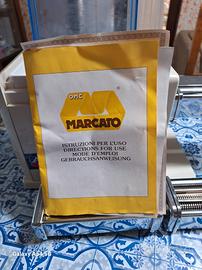 OMC
MARCATO
ISTRUZIONI PER L'USO
DIRECTIONS FOR USE
MODE D'EMPLOI
GEBRAUCHSANWEISUNG